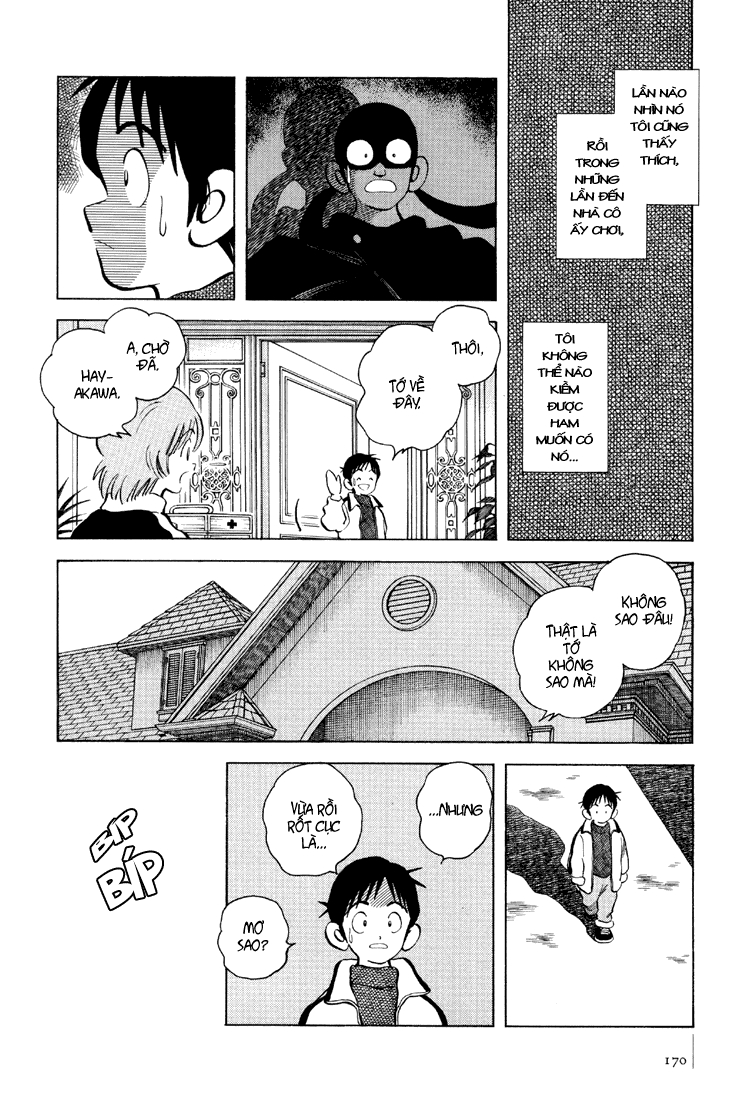 LẦN NÀO
NHÌN NÓ
TÔI CŨNG
THẤY
THÍCH,
RỒI
TRONG
NHỮNG
LẦN ĐẾN
NHÀ CÔ
ẤY CHƠI,
TÔI
KHÔNG
THỂ NÀO
KIỀM
ĐƯỢC
HAM
MUỐN CÓ
NÓ...
THÔI,
TỚ VỀ
ĐÂY.
A, CHỜ
ĐÃ,
HAY-
AKAWA.
KHÔNG
SAO ĐÂU!
THẬT LÀ
TỚ
KHÔNG
SAO MÀ!
...NHƯNG
VỪA RỒI
RỐT CỤC
LÀ...
MƠ
SAO?
BÍP
BÍP
170